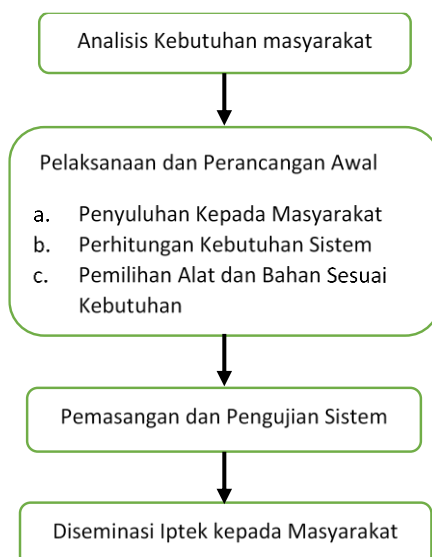 Analisis Kebutuhan masyarakat
Pelaksanaan dan Perancangan Awal
a. Penyuluhan Kepada Masyarakat
b. Perhitungan Kebutuhan Sistem
c. Pemilihan Alat dan Bahan Sesuai
Kebutuhan
Pemasangan dan Pengujian Sistem
Diseminasi Iptek kepada Masyarakat